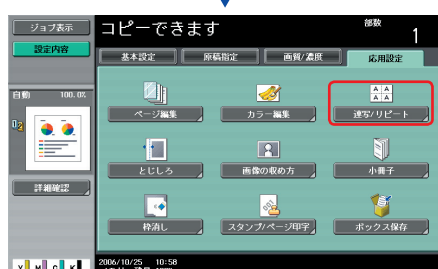 ジョブ表示
設定内容
コピーできます
部数
1
基本設定
原稿指定
画質/濃度
応用設定
自動 100.0%
ページ編集
カラー編集
A A
A A
連写/リピート
とじしろ
画像の収め方
小冊子
詳細確認
枠消し
スタンプ/ページ印字
ボックス保存
2006/10/25 10:58
Y M C K